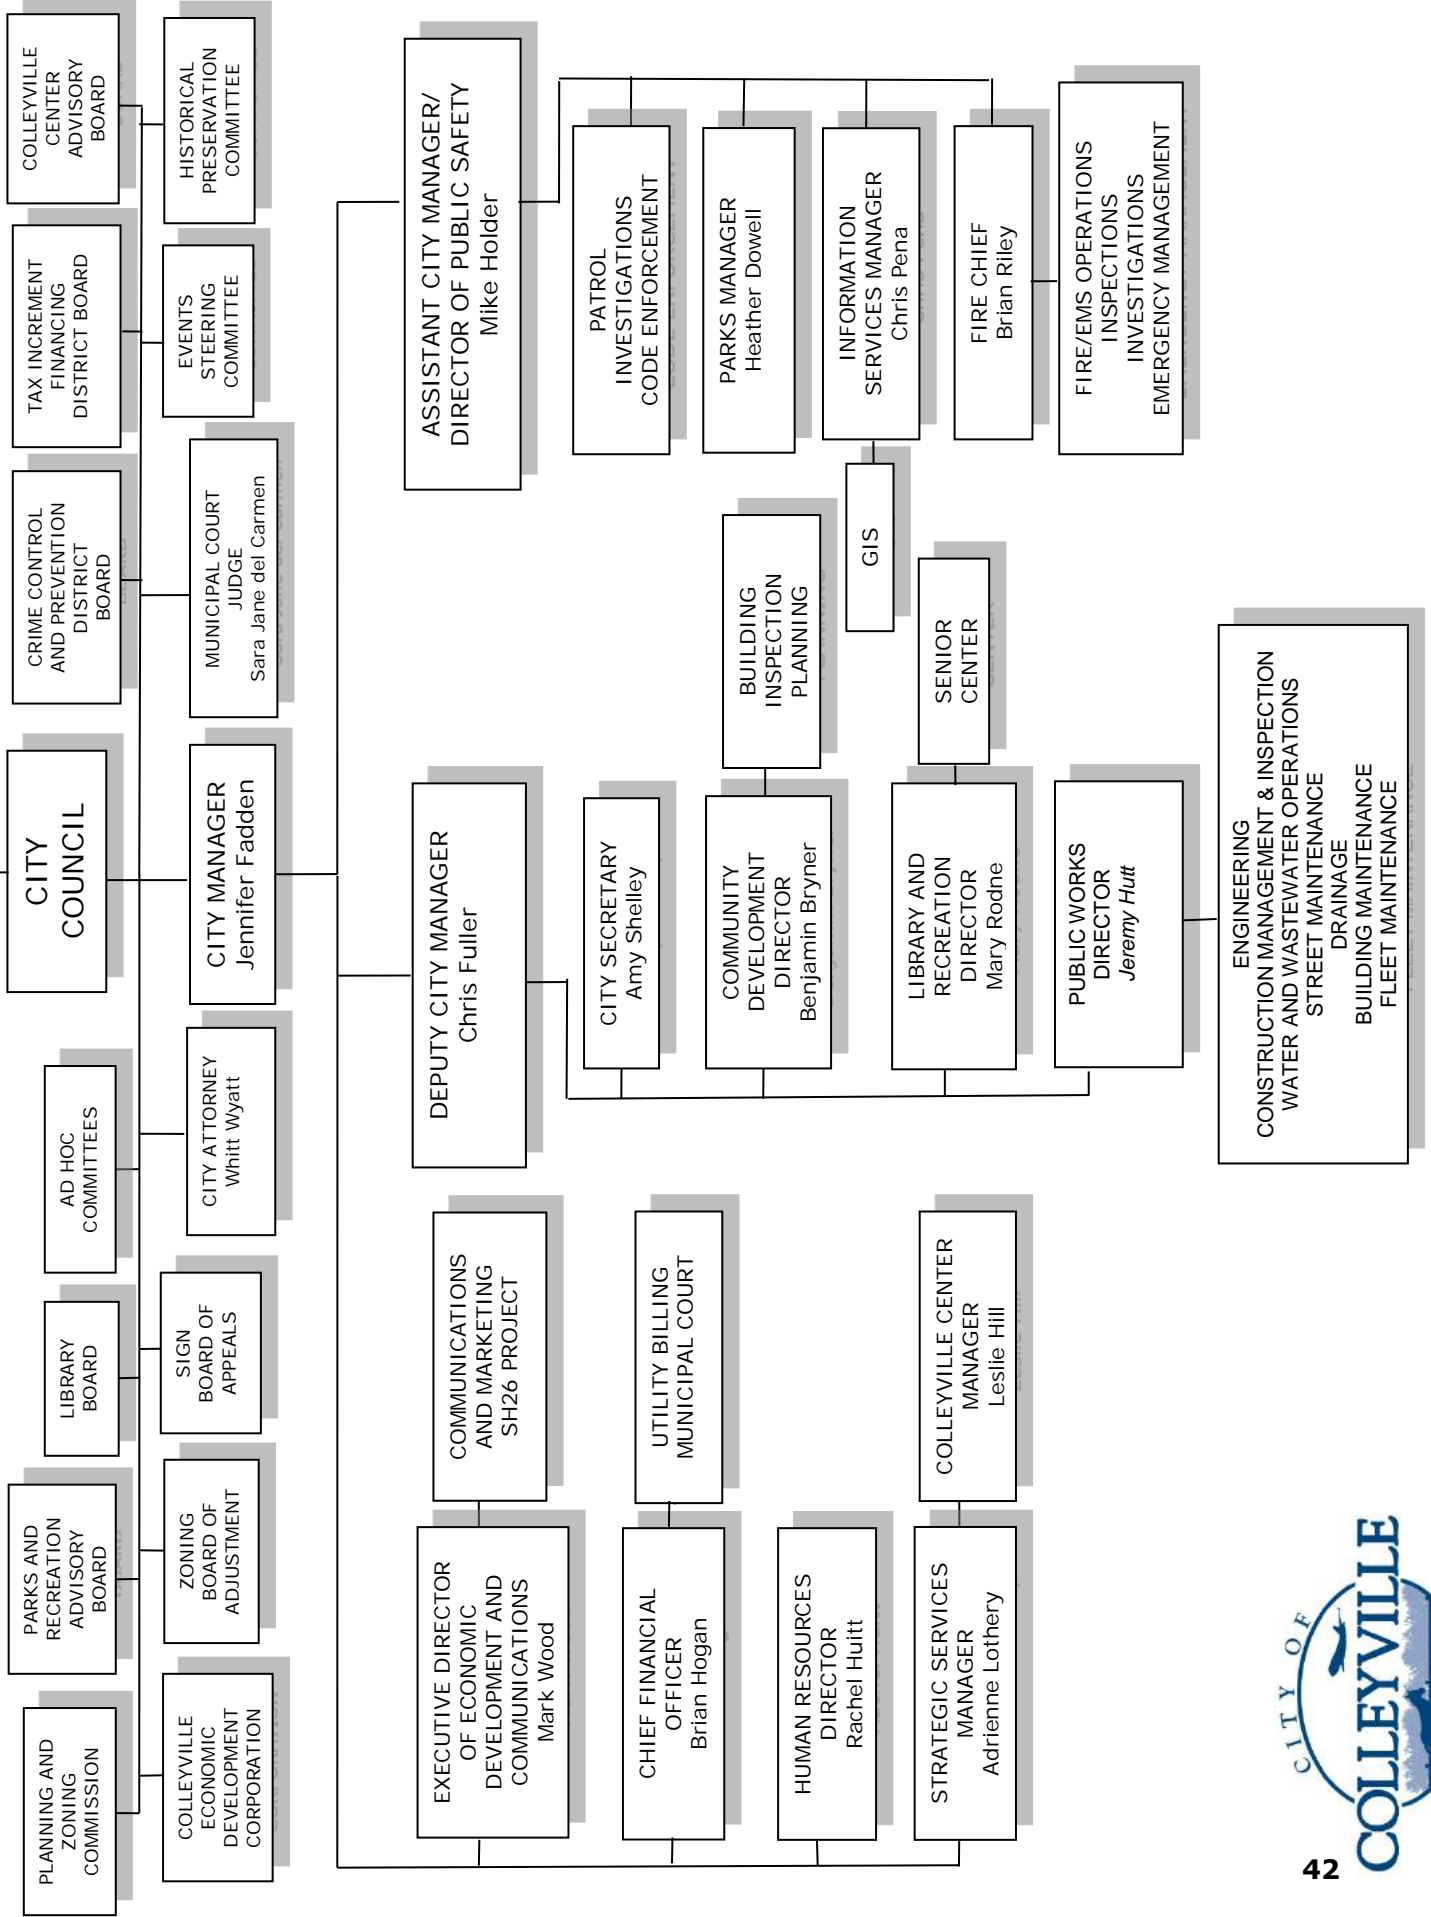 CITY
COUNCIL
PLANNING AND
ZONING
COMMISSION
PARKS AND
RECREATION
ADVISORY
BOARD
LIBRARY
BOARD
AD HOC
COMMITTEES
CRIME CONTROL
AND PREVENTION
DISTRICT
BOARD
TAX INCREMENT
FINANCING
DISTRICT BOARD
COLLEYVILLE
CENTER
ADVISORY
BOARD
COLLEYVILLE
ECONOMIC
DEVELOPMENT
CORPORATION
ZONING
BOARD OF
ADJUSTMENT
SIGN
BOARD OF
APPEALS
CITY ATTORNEY
Whitt Wyatt
CITY MANAGER
Jennifer Fadden
MUNICIPAL COURT
JUDGE
Sara Jane del Carmen
EVENTS
STEERING
COMMITTEE
HISTORICAL
PRESERVATION
COMMITTEE
EXECUTIVE DIRECTOR
OF ECONOMIC
DEVELOPMENT AND
COMMUNICATIONS
Mark Wood
COMMUNICATIONS
AND MARKETING
SH26 PROJECT
CHIEF FINANCIAL
OFFICER
Brian Hogan
UTILITY BILLING
MUNICIPAL COURT
HUMAN RESOURCES
DIRECTOR
Rachel Huitt
STRATEGIC SERVICES
MANAGER
Adrienne Lothery
COLLEYVILLE CENTER
MANAGER
Leslie Hill
DEPUTY CITY MANAGER
Chris Fuller
CITY SECRETARY
Amy Shelley
COMMUNITY
DEVELOPMENT
DIRECTOR
Benjamin Bryner
BUILDING
INSPECTION
PLANNING
LIBRARY AND
RECREATION
DIRECTOR
Mary Rodne
SENIOR
CENTER
PUBLIC WORKS
DIRECTOR
Jeremy Hutt
ENGINEERING
CONSTRUCTION MANAGEMENT & INSPECTION
WATER AND WASTEWATER OPERATIONS
STREET MAINTENANCE
DRAINAGE
BUILDING MAINTENANCE
FLEET MAINTENANCE
ASSISTANT CITY MANAGER/
DIRECTOR OF PUBLIC SAFETY
Mike Holder
PATROL
INVESTIGATIONS
CODE ENFORCEMENT
PARKS MANAGER
Heather Dowell
INFORMATION
SERVICES MANAGER
Chris Pena
GIS
FIRE CHIEF
Brian Riley
FIRE/EMS OPERATIONS
INSPECTIONS
INVESTIGATIONS
EMERGENCY MANAGEMENT
CITY OF
COLLEYVILLE
42